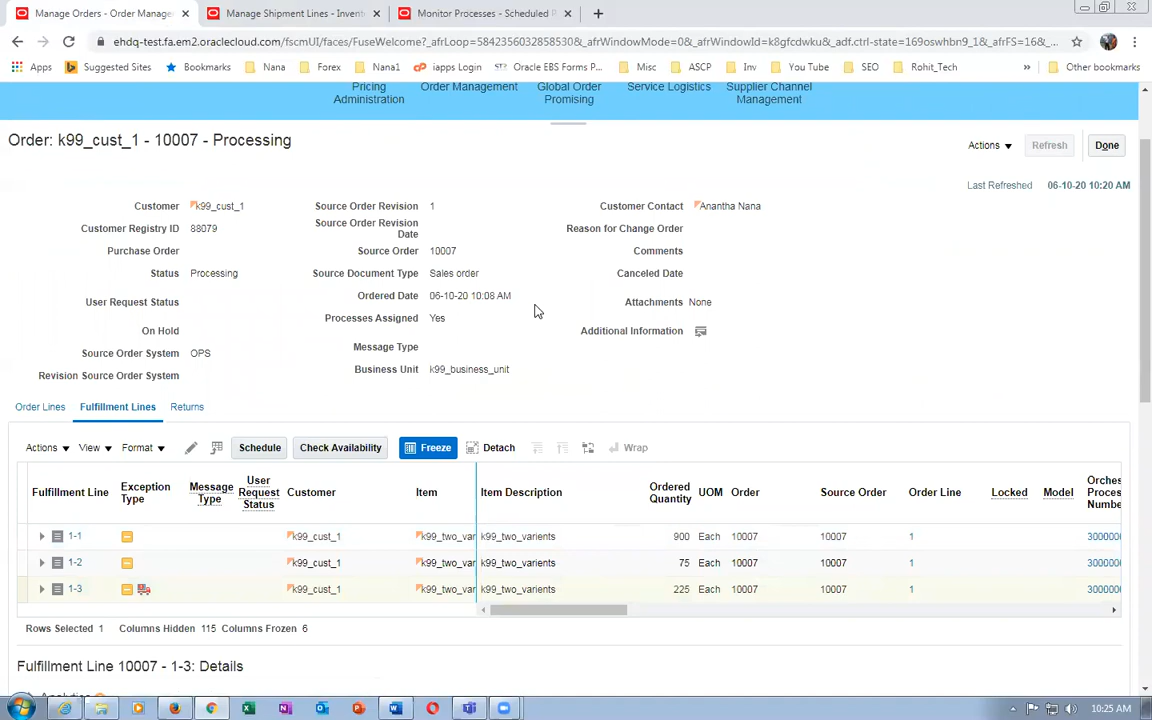 Manage Orders - Order Manage
Manage Shipment Lines - Invent
Monitor Processes - Scheduled P
ehdq-test.fa.em2.oraclecloud.com/fscmUI/faces/FuseWelcome?_afrLoop=58423560328585​30&_afrWindowMode=0&_afrWindowId=k8gfcdwku&_adf.ctrl-state=169oswhbn9_1&_afrFS=16&_...
Apps Suggested Sites Bookmarks Nana Forex Nana1 iapps Login Oracle EBS Forms P... Misc ASCP Inv You Tube SEO Rohit_Tech » Other bookmarks
Pricing Administration Order Management Global Order Promising Service Logistics Supplier Channel Management
Order: k99_cust_1 - 10007 - Processing
Actions Refresh Done
Last Refreshed 06-10-20 10:20 AM
Customer k99_cust_1
Customer Registry ID 88079
Purchase Order
Status Processing
User Request Status
On Hold
Source Order System OPS
Revision Source Order System
Source Order Revision 1
Source Order Revision Date
Source Order 10007
Source Document Type Sales order
Ordered Date 06-10-20 10:08 AM
Processes Assigned Yes
Message Type
Business Unit k99_business_unit
Customer Contact Anantha Nana
Reason for Change Order
Comments
Canceled Date
Attachments None
Additional Information
Order Lines Fulfillment Lines Returns
Actions View Format Schedule Check Availability Freeze Detach Wrap
Fulfillment Line Exception Type Message Type User Request Status Customer Item Item Description Ordered Quantity UOM Order Source Order Order Line Locked Model Orches Proces Numbe
1-1 k99_cust_1 k99_two_var k99_two_varients 900 Each 10007 10007 1 300000
1-2 k99_cust_1 k99_two_var k99_two_varients 75 Each 10007 10007 1 300000
1-3 k99_cust_1 k99_two_var k99_two_varients 225 Each 10007 10007 1 300000
Rows Selected 1 Columns Hidden 115 Columns Frozen 6
Fulfillment Line 10007 - 1-3: Details
Analytics
10:25 AM